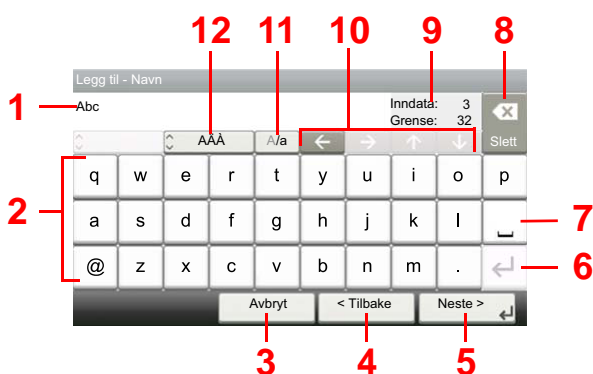 12 11 10 9 8
Legg til - Navn
1 Abc Inndata: 3
Grense: 32
AÂÀ A/a ← → ↑ ↓ Slett
q w e r t y u i o p
2 a s d f g h j k l 7
@ z x c v b n m . 6
Avbryt < Tilbake Neste >
3 4 5